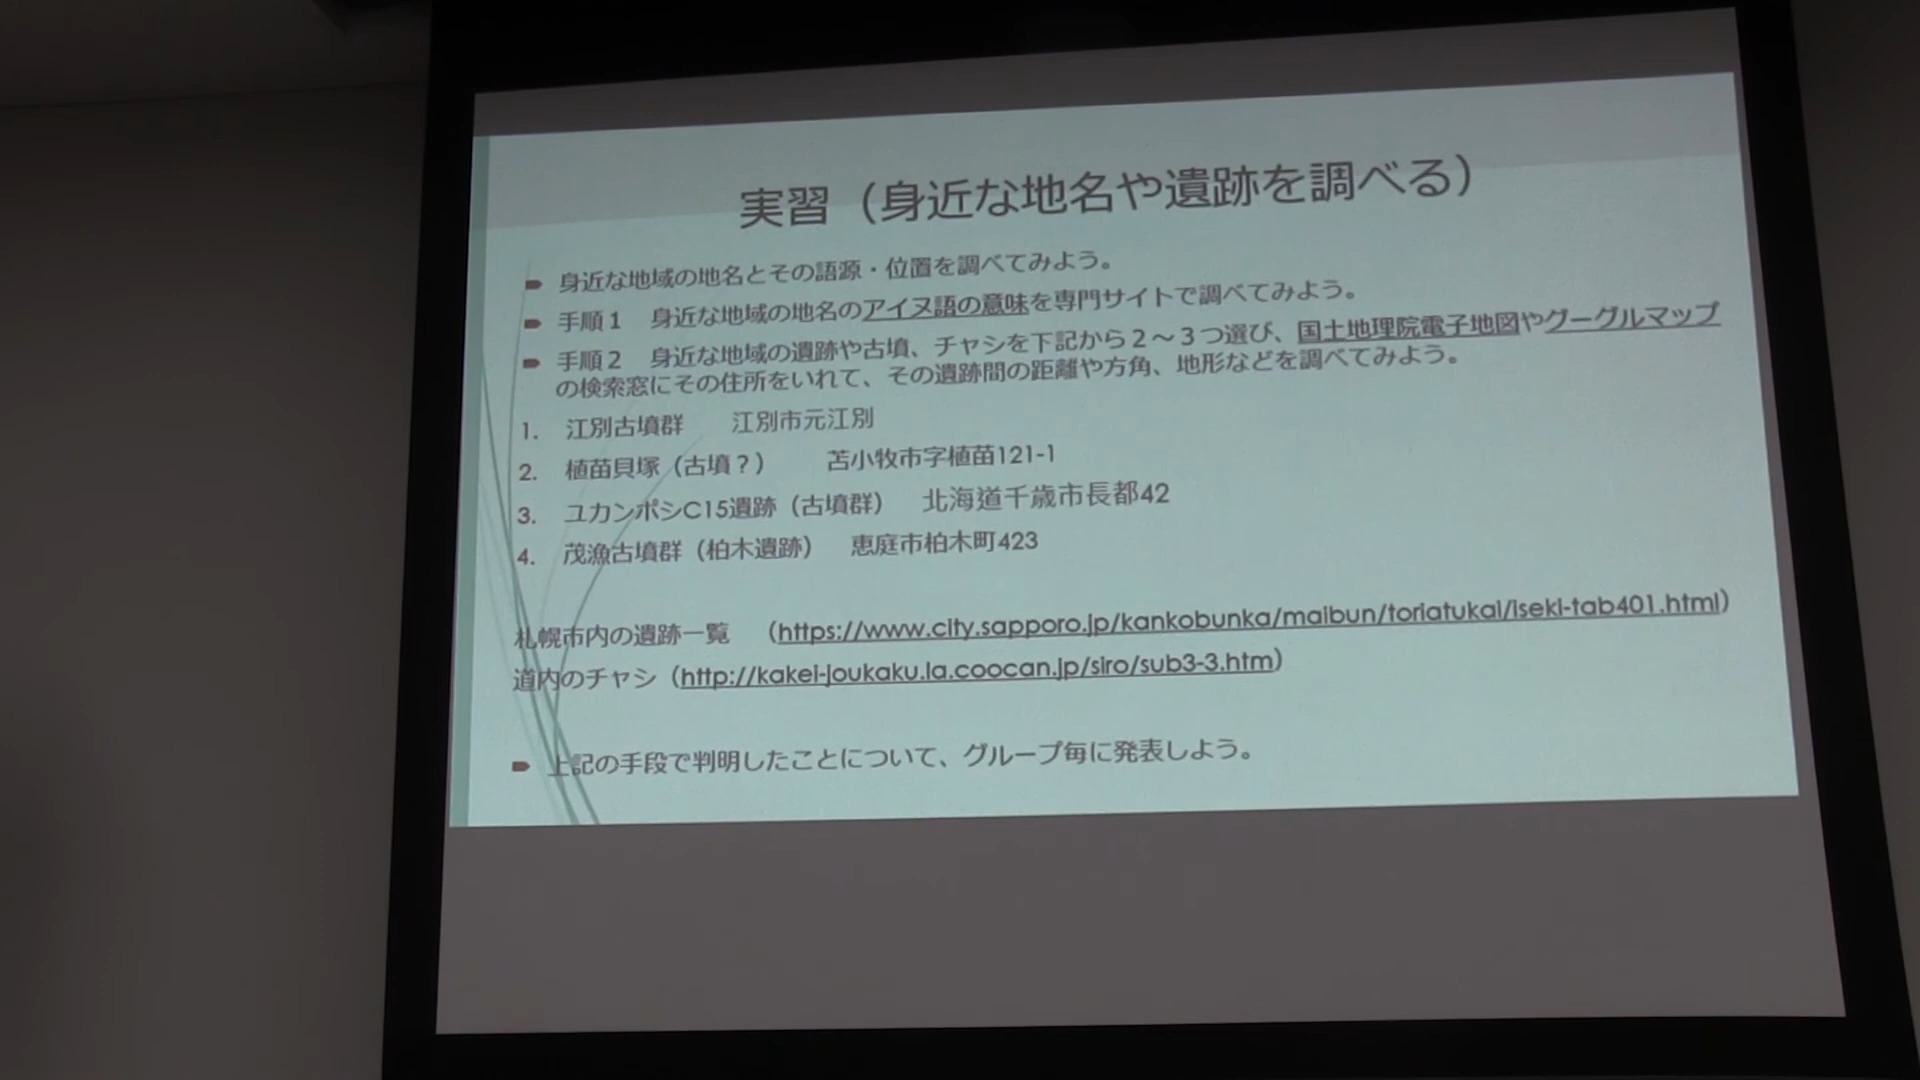 実習（身近な地名や遺跡を調べる）
身近な地域の地名とその語源・位置を調べてみよう。
手順１　身近な地域の地名のアイヌ語の意味を専門サイトで調べてみよう。
手順２　身近な地域の遺跡や古墳、チャシを下記から２～３つ選び、国土地理院電子地図やグーグルマップ
の検索窓にその住所をいれて、その遺跡間の距離や方角、地形などを調べてみよう。
1. 江別古墳群　　江別市元江別
2. 植苗貝塚（古墳？）　　苫小牧市字植苗121-1
3. ユカンボシC15遺跡（古墳群）　北海道千歳市長都42
4. 茂漁古墳群（柏木遺跡）　恵庭市柏木町423
札幌市内の遺跡一覧　（https://www.city.sapporo.jp/kankobunka/maibun/toriatukai/iseki-tab401.html）
道内のチャシ（http://kakei-joukaku.la.coocan.jp/siro/sub3-3.htm）
上記の手段で判明したことについて、グループ毎に発表しよう。